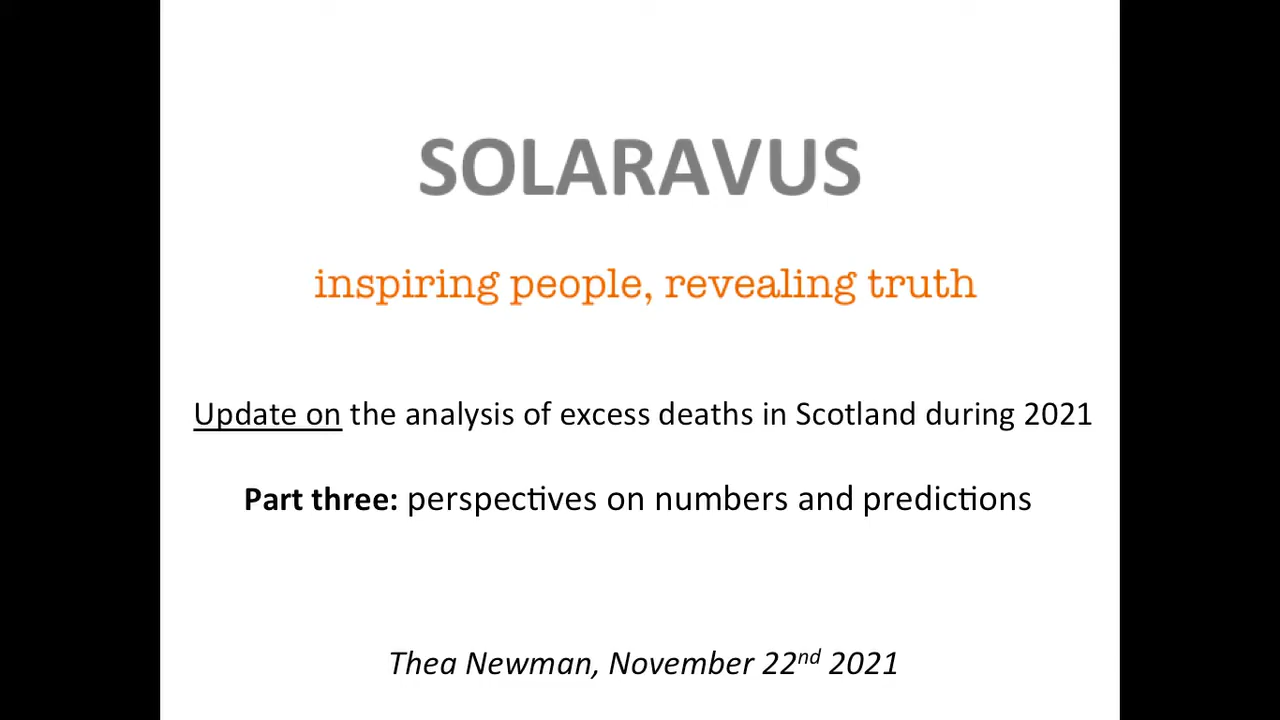 SOLARAVUS
inspiring people, revealing truth
Update on the analysis of excess deaths in Scotland during 2021
Part three: perspectives on numbers and predictions
Thea Newman, November 22nd 2021